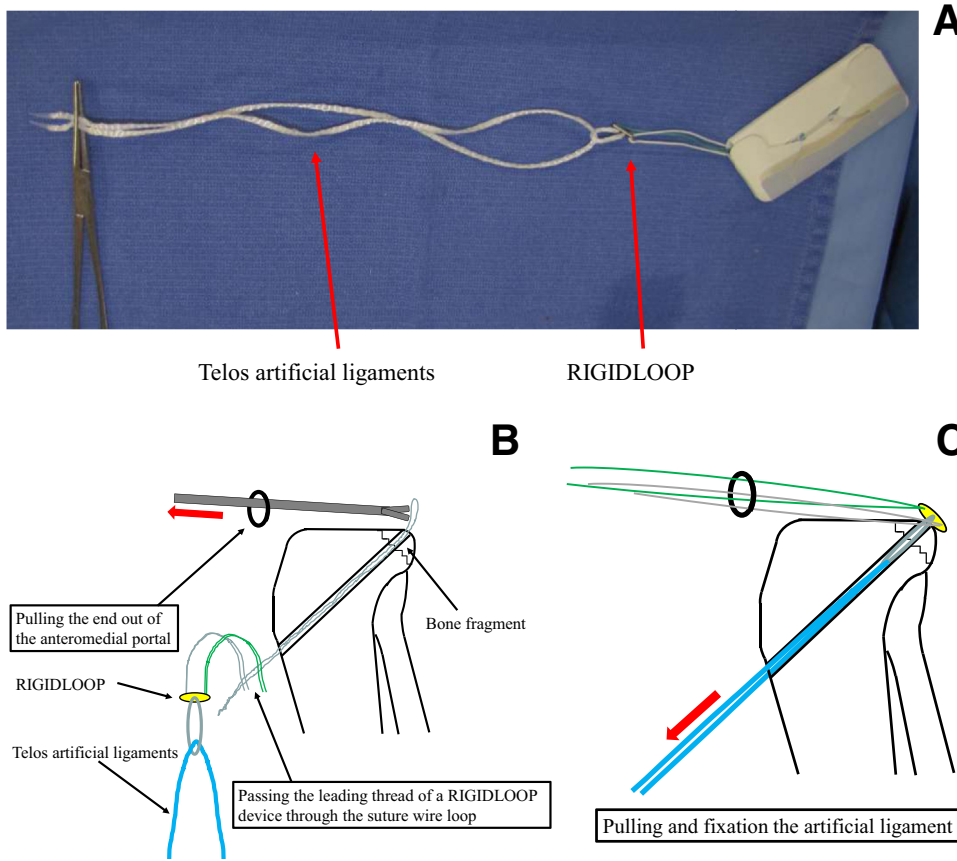 A
Telos artificial ligaments
RIGIDLOOP
B
Pulling the end out of
the anteromedial portal
Bone fragment
RIGIDLOOP
Telos artificial ligaments
Passing the leading thread of a RIGIDLOOP
device through the suture wire loop
C
Pulling and fixation the artificial ligament